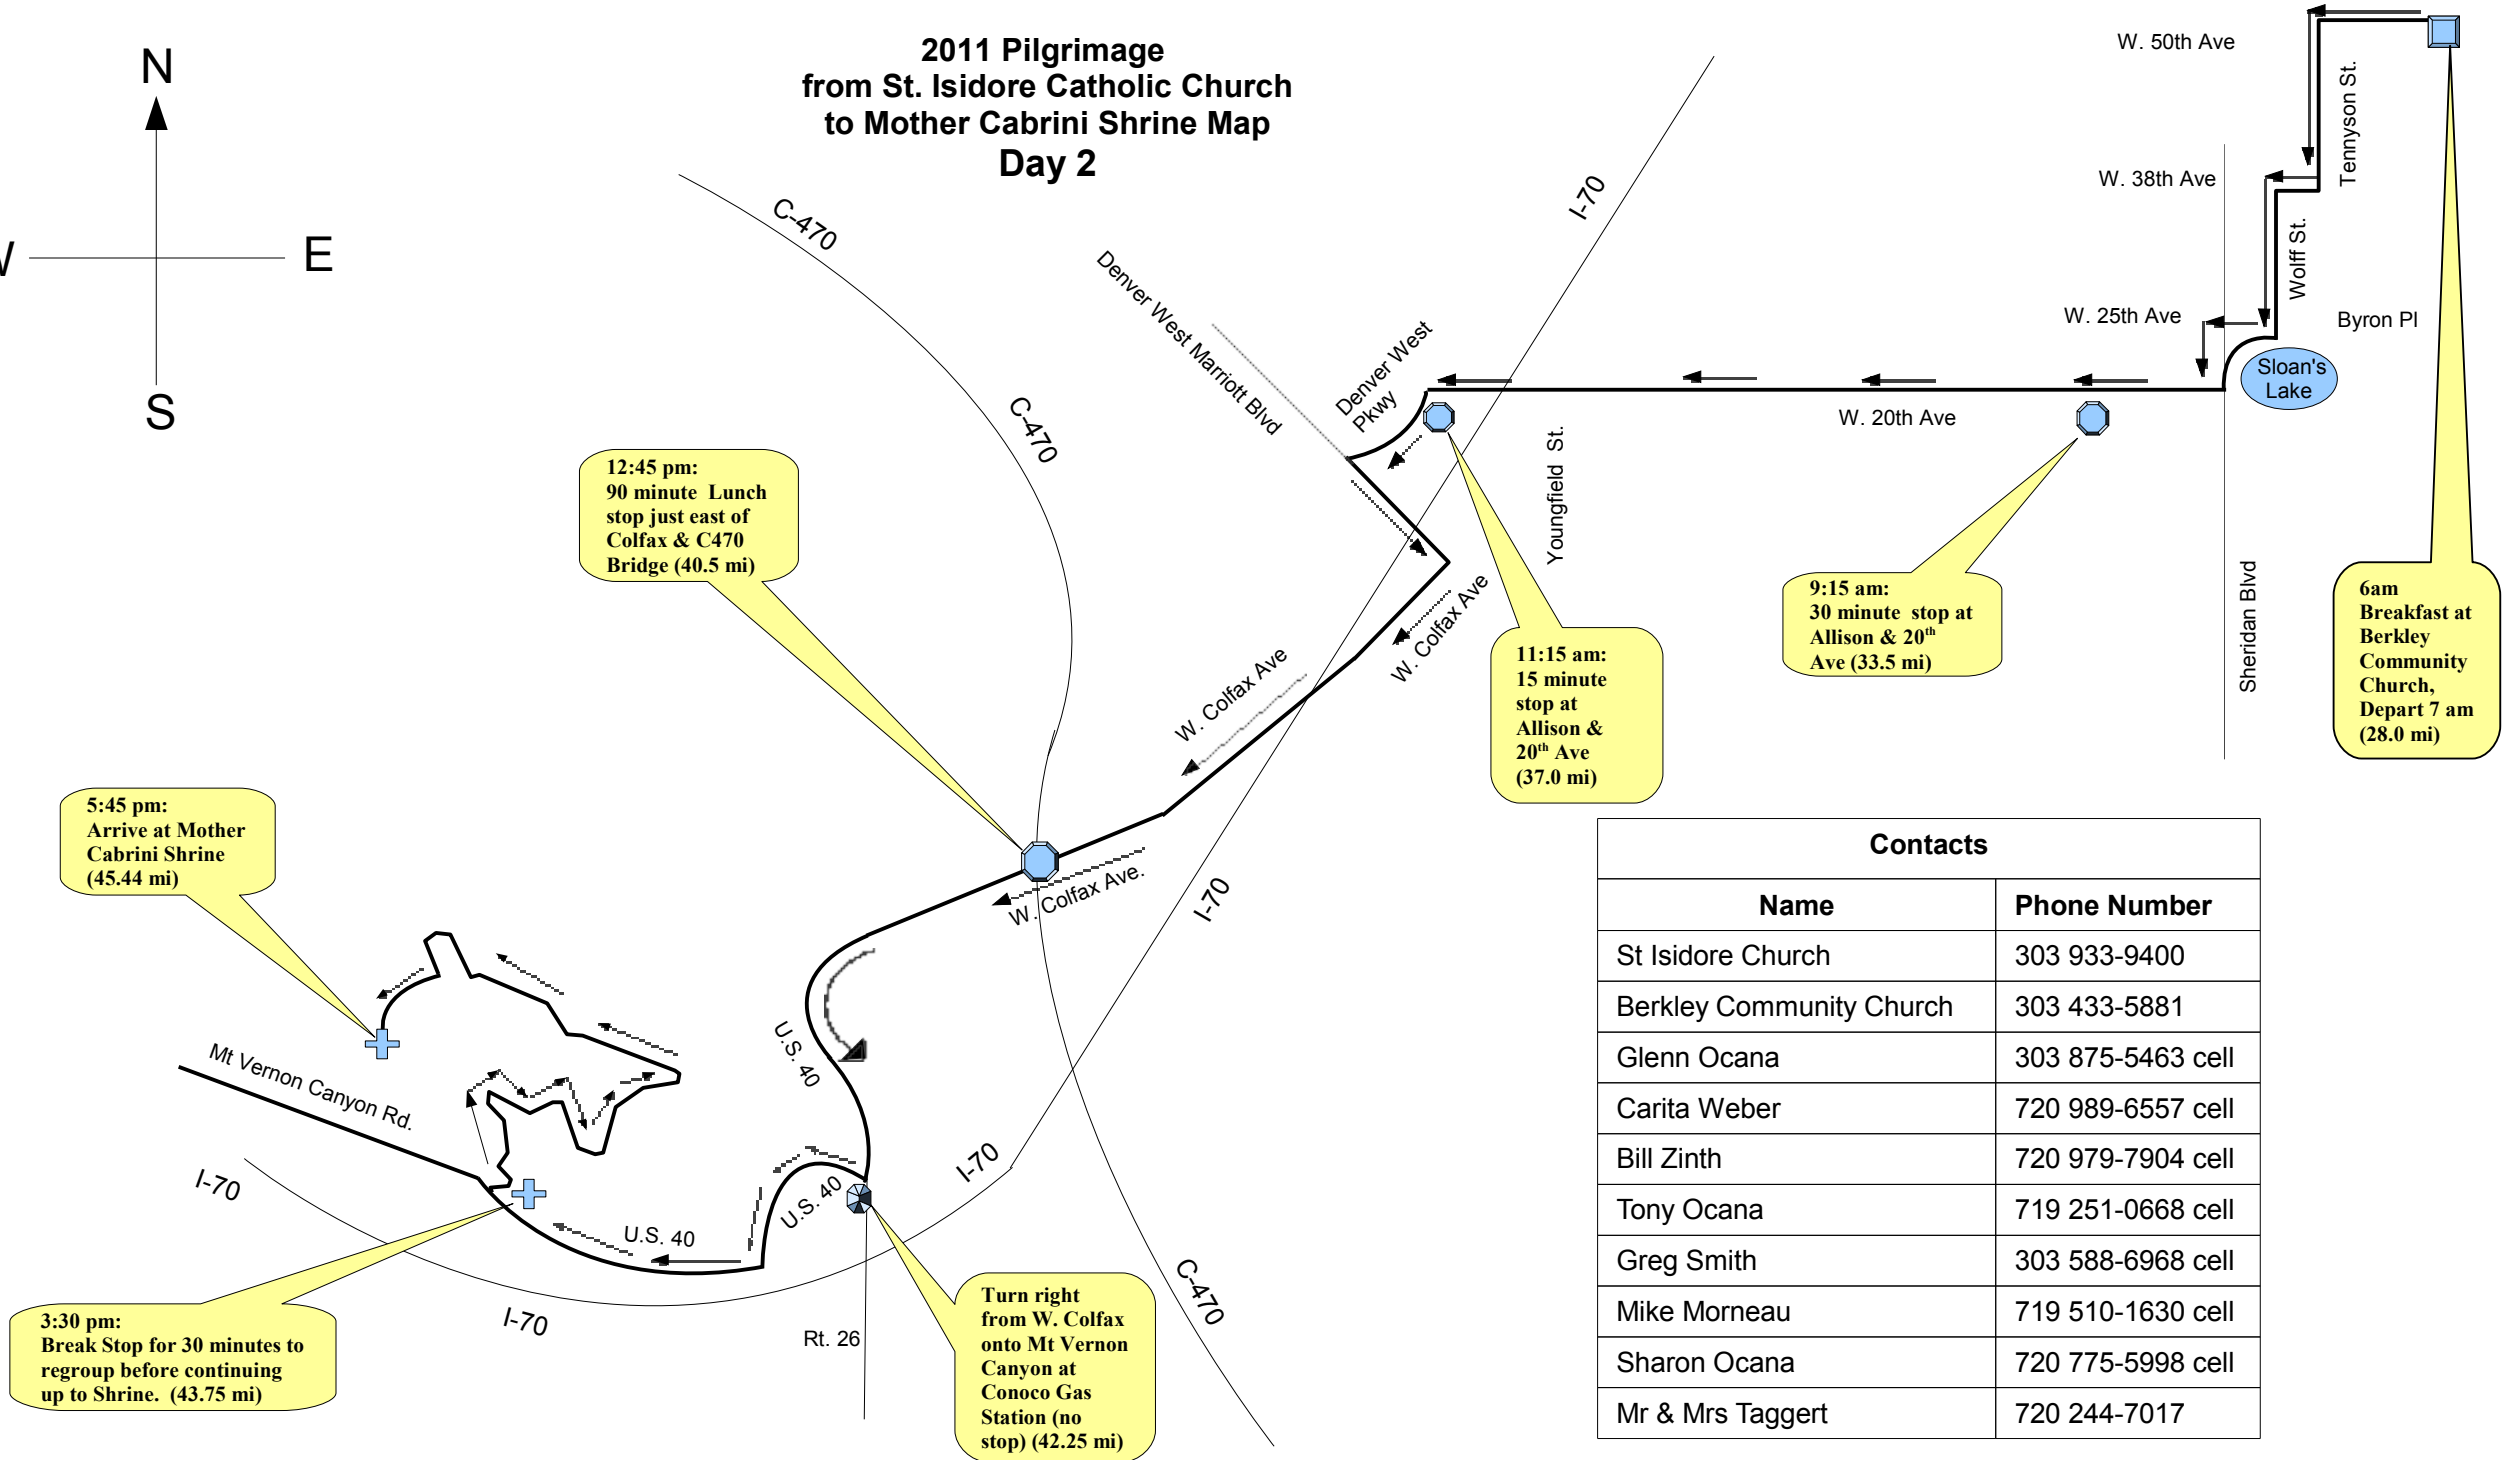 2011 Pilgrimage
from St. Isidore Catholic Church
to Mother Cabrini Shrine Map
Day 2
N
W
E
S
W. 50th Ave
Tennyson St.
W. 38th Ave
Wolff St.
W. 25th Ave
Byron Pl
Sloan's
Lake
W. 20th Ave
Sheridan Blvd
Youngfield St.
I-70
Denver West
Pkwy
Denver West Marriott Blvd
C-470
C-470
W. Colfax Ave
W. Colfax Ave
W. Colfax Ave.
I-70
I-70
C-470
U.S. 40
U.S. 40
U.S. 40
Rt. 26
Mt Vernon Canyon Rd.
I-70
I-70
6am
Breakfast at
Berkley
Community
Church,
Depart 7 am
(28.0 mi)
9:15 am:
30 minute stop at
Allison & 20th
Ave (33.5 mi)
11:15 am:
15 minute
stop at
Allison &
20th Ave
(37.0 mi)
12:45 pm:
90 minute Lunch
stop just east of
Colfax & C470
Bridge (40.5 mi)
Turn right
from W. Colfax
onto Mt Vernon
Canyon at
Conoco Gas
Station (no
stop) (42.25 mi)
3:30 pm:
Break Stop for 30 minutes to
regroup before continuing
up to Shrine. (43.75 mi)
5:45 pm:
Arrive at Mother
Cabrini Shrine
(45.44 mi)
Contacts
Name Phone Number
St Isidore Church 303 933-9400
Berkley Community Church 303 433-5881
Glenn Ocana 303 875-5463 cell
Carita Weber 720 989-6557 cell
Bill Zinth 720 979-7904 cell
Tony Ocana 719 251-0668 cell
Greg Smith 303 588-6968 cell
Mike Morneau 719 510-1630 cell
Sharon Ocana 720 775-5998 cell
Mr & Mrs Taggert 720 244-7017